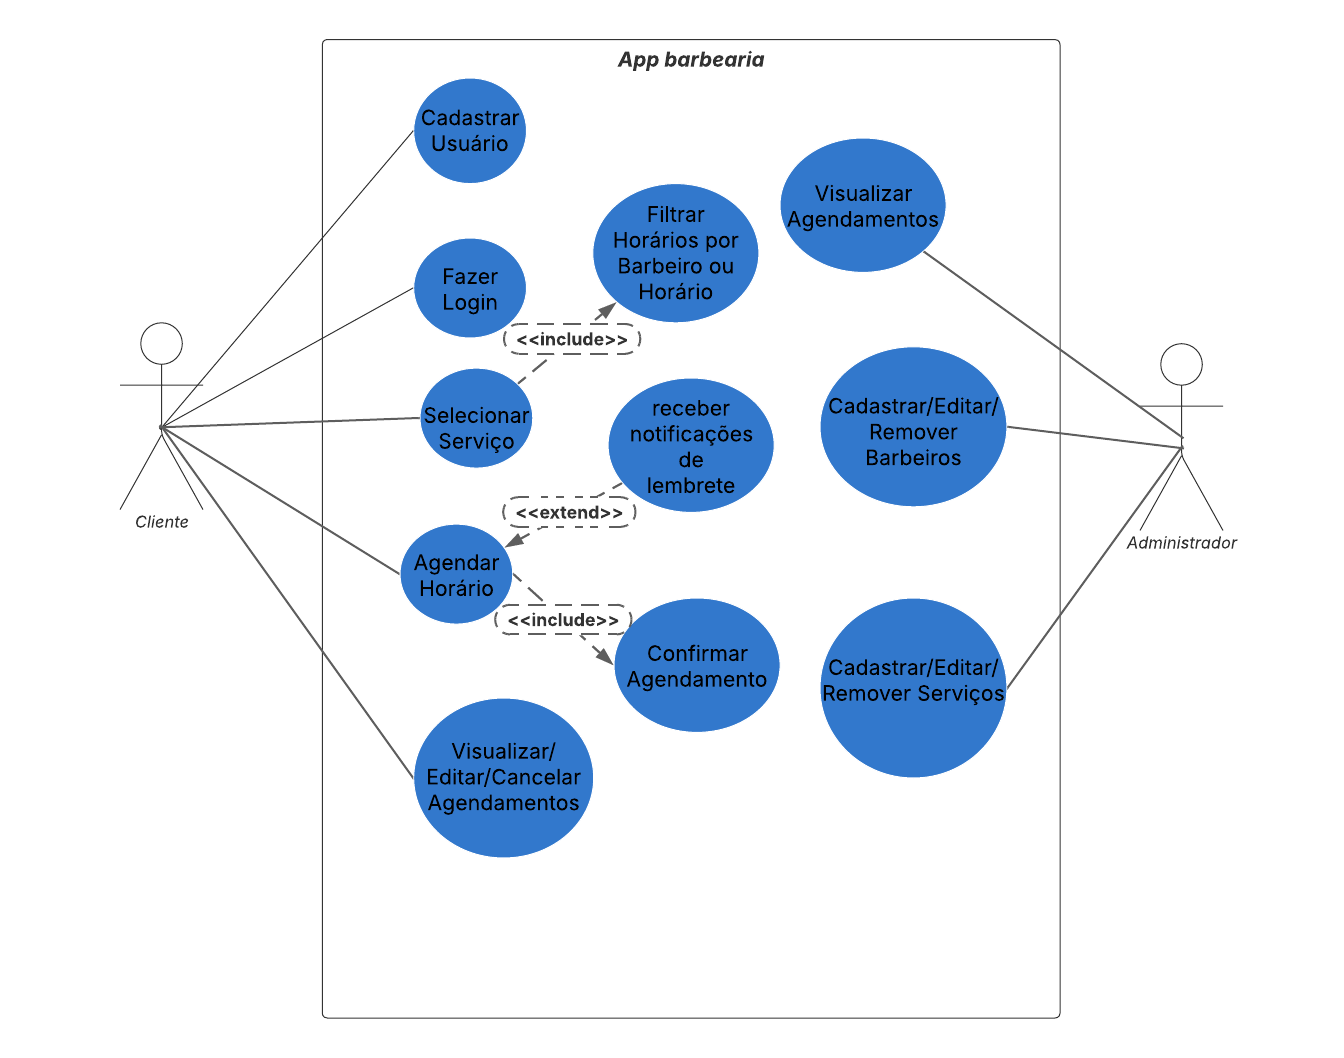 App barbearia
Cadastrar
Usuário
Visualizar
Agendamentos
Filtrar
Horários por
Barbeiro ou
Horário
Fazer
Login
<<include>>
Selecionar
Serviço
receber
notificações
de
lembrete
Cadastrar/Editar/
Remover
Barbeiros
Cliente
<<extend>>
Administrador
Agendar
Horário
<<include>>
Confirmar
Agendamento
Cadastrar/Editar/
Remover Serviços
Visualizar/
Editar/Cancelar
Agendamentos